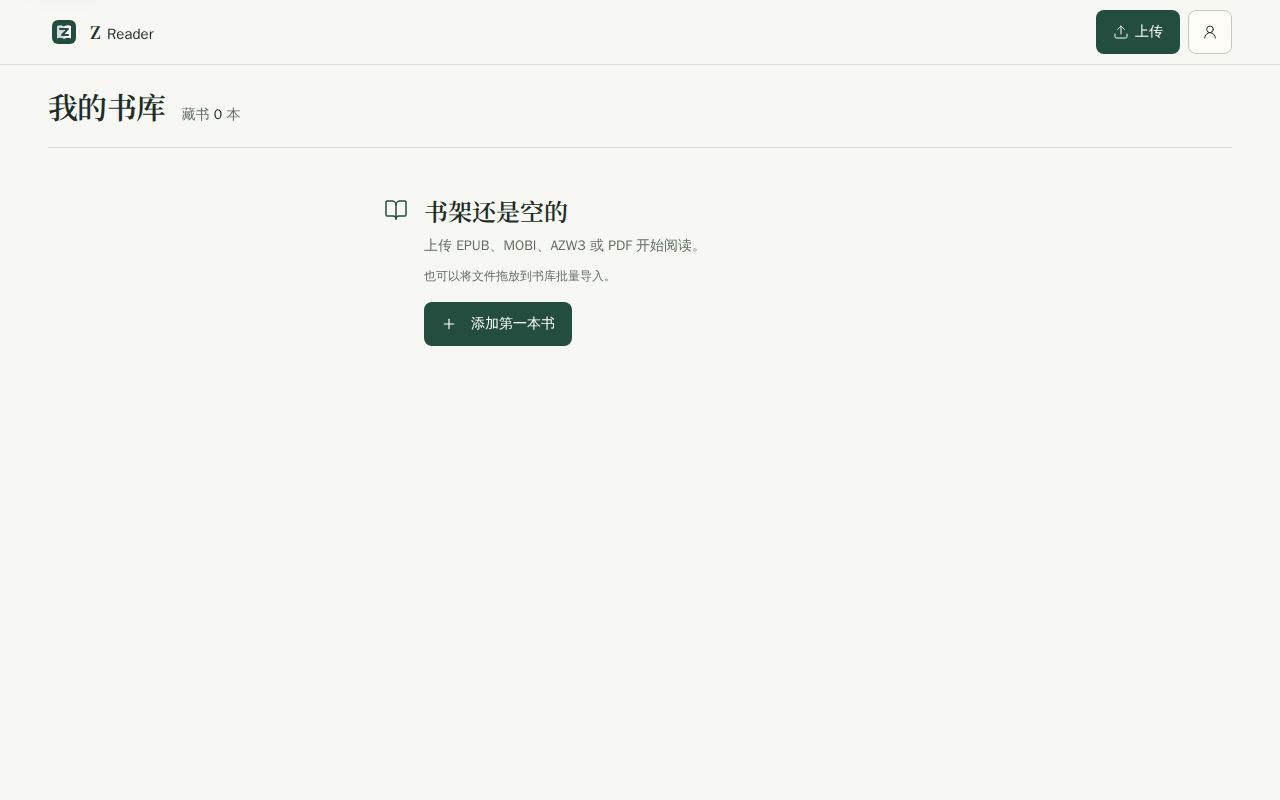 Z Reader
上传
我的书库 藏书 0 本
书架还是空的
上传 EPUB、MOBI、AZW3 或 PDF 开始阅读。
也可以将文件拖放到书库批量导入。
添加第一本书